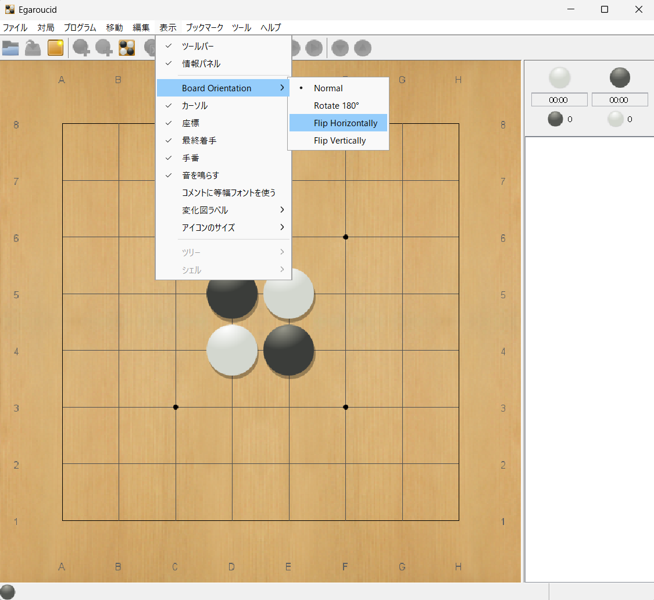 Egaroucid
ファイル 対局 プログラム 移動 編集 表示 ブックマーク ツール ヘルプ
ツールバー
情報パネル
Board Orientation
カーソル
座標
最終着手
手番
音を鳴らす
コメントに等幅フォントを使う
変化図ラベル
アイコンのサイズ
ツリー
シェル
Normal
Rotate 180°
Flip Horizontally
Flip Vertically
A B F G H
8 8
7 7
6 6
5 5
4 4
3 3
2 2
1 1
A B C D E F G H
00:00 00:00
0 0